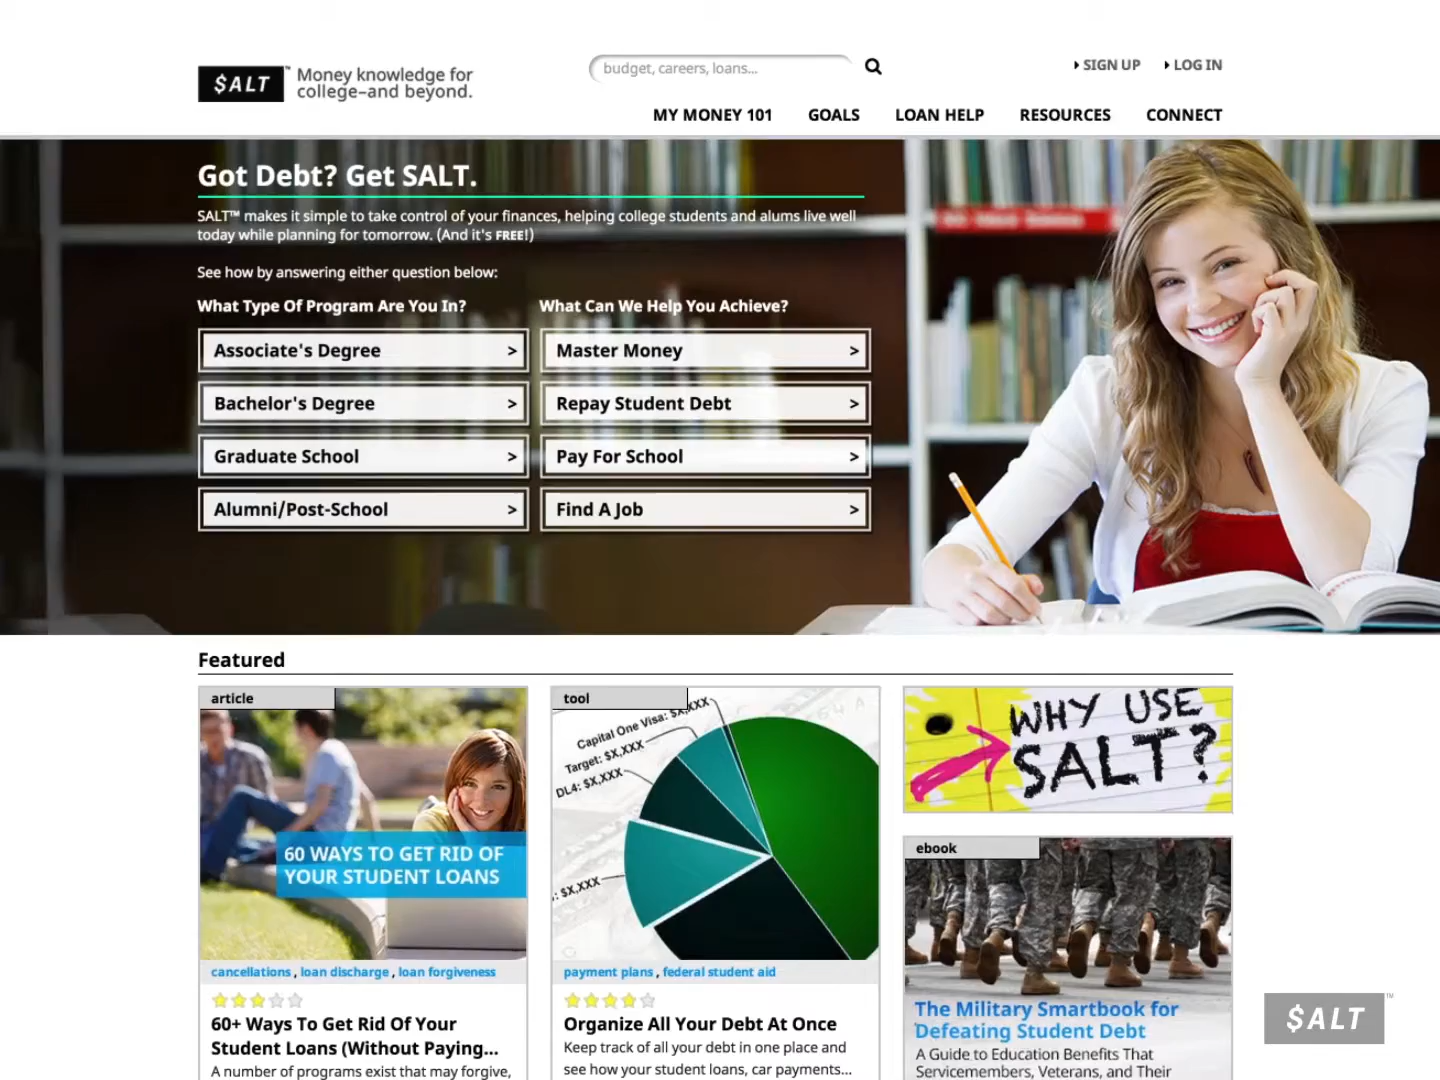 $ALT™
Money knowledge for
college–and beyond.
budget, careers, loans...
SIGN UP
LOG IN
MY MONEY 101
GOALS
LOAN HELP
RESOURCES
CONNECT
Got Debt? Get SALT.
SALT™ makes it simple to take control of your finances, helping college students and alums live well
today while planning for tomorrow. (And it's FREE!)
See how by answering either question below:
What Type Of Program Are You In?
Associate's Degree >
Bachelor's Degree >
Graduate School >
Alumni/Post-School >
What Can We Help You Achieve?
Master Money >
Repay Student Debt >
Pay For School >
Find A Job >
Featured
article
60 WAYS TO GET RID OF
YOUR STUDENT LOANS
cancellations , loan discharge , loan forgiveness
60+ Ways To Get Rid Of Your
Student Loans (Without Paying...
A number of programs exist that may forgive,
tool
Capital One Visa: $X,XXX
Target: $X,XXX
DL4: $X,XXX
: $X,XXX
payment plans , federal student aid
Organize All Your Debt At Once
Keep track of all your debt in one place and
see how your student loans, car payments...
WHY USE
SALT?
ebook
The Military Smartbook for
Defeating Student Debt
A Guide to Education Benefits That
Servicemembers, Veterans, and Their
$ALT™